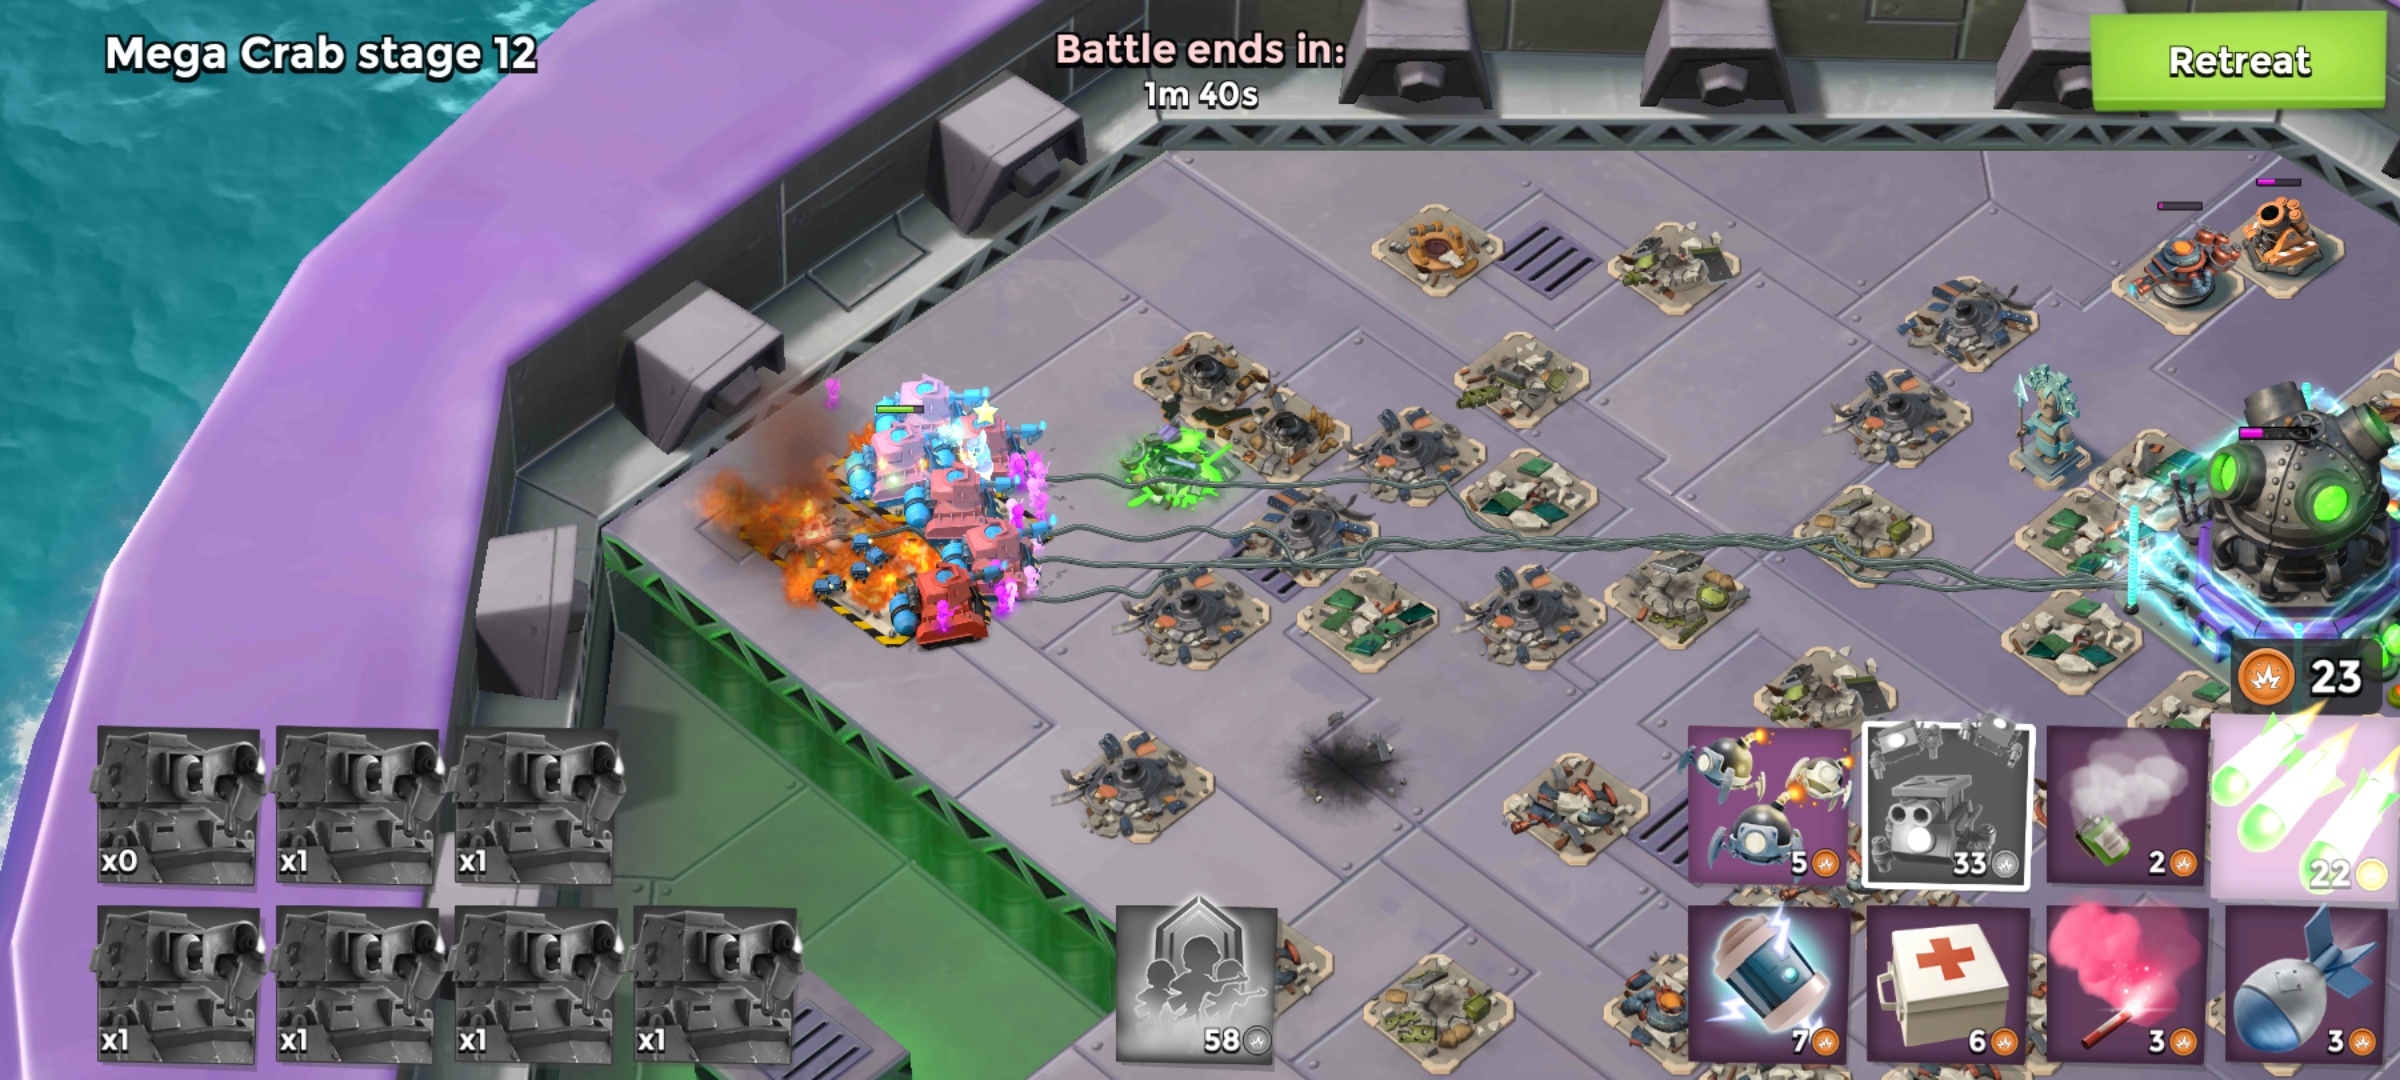 Mega Crab stage 12
Battle ends in:
1m 40s
Retreat
23
x0 x1 x1
5 33 2 22
x1 x1 x1 x1
58
7 6 3 3